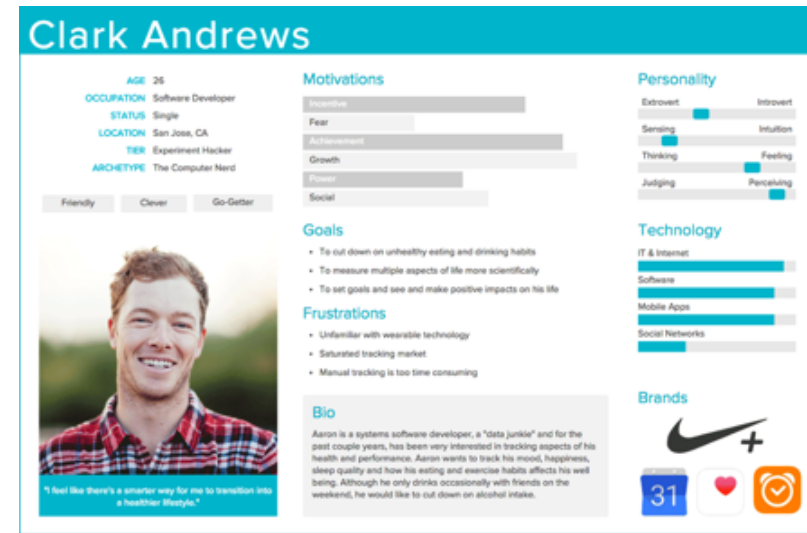 Clark Andrews
AGE 26
OCCUPATION Software Developer
STATUS Single
LOCATION San Jose, CA
TIER Experiment Hacker
ARCHETYPE The Computer Nerd
Friendly Clever Go-Getter
"I feel like there's a smarter way for me to transition into
a healthier lifestyle."
Motivations
Incentive
Fear
Achievement
Growth
Power
Social
Goals
• To cut down on unhealthy eating and drinking habits
• To measure multiple aspects of life more scientifically
• To set goals and see and make positive impacts on his life
Frustrations
• Unfamiliar with wearable technology
• Saturated tracking market
• Manual tracking is too time consuming
Bio
Aaron is a systems software developer, a "data junkie" and for the
past couple years, has been very interested in tracking aspects of his
health and performance. Aaron wants to track his mood, happiness,
sleep quality and how his eating and exercise habits affects his well
being. Although he only drinks occasionally with friends on the
weekend, he would like to cut down on alcohol intake.
Personality
Extrovert Introvert
Sensing Intuition
Thinking Feeling
Judging Perceiving
Technology
IT & Internet
Software
Mobile Apps
Social Networks
Brands
31